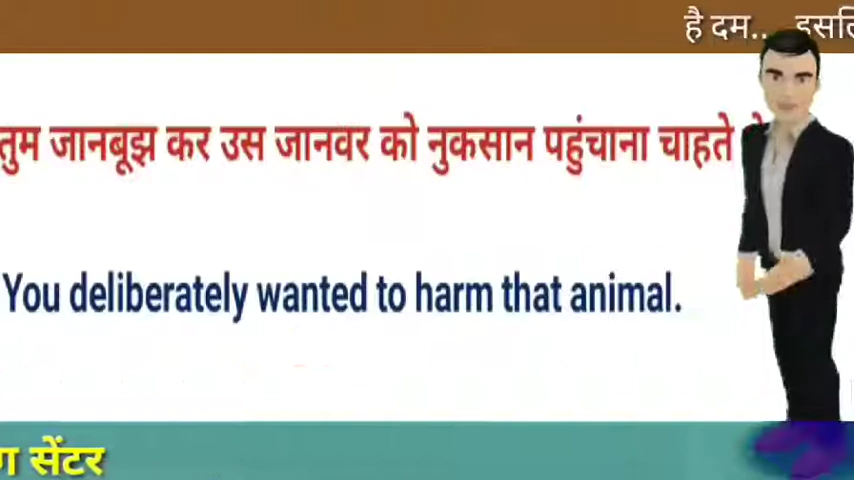 है दम..
तुम जानबूझ कर उस जानवर को नुकसान पहुंचाना चाहते
You deliberately wanted to harm that animal.
सेंटर